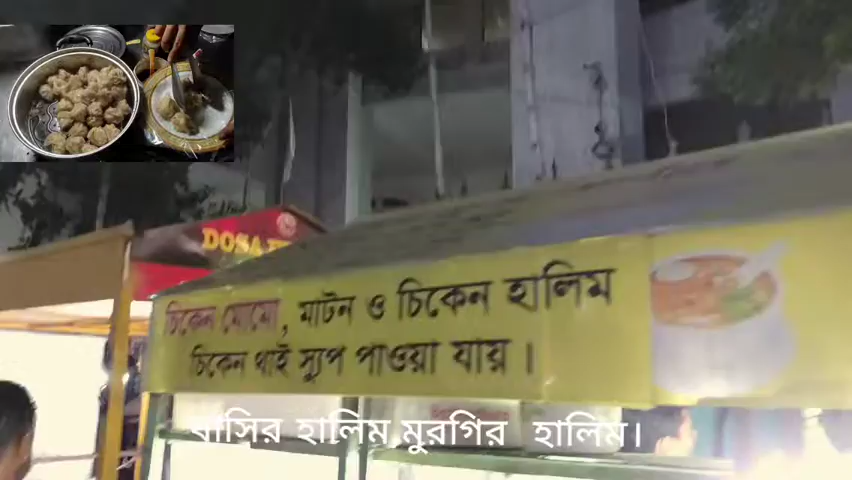 DOSA
চিকেন মোমো, মাটন ও চিকেন হালিম
চিকেন থাই স্যুপ পাওয়া যায়।
খাসির হালিম, মুরগির হালিম।